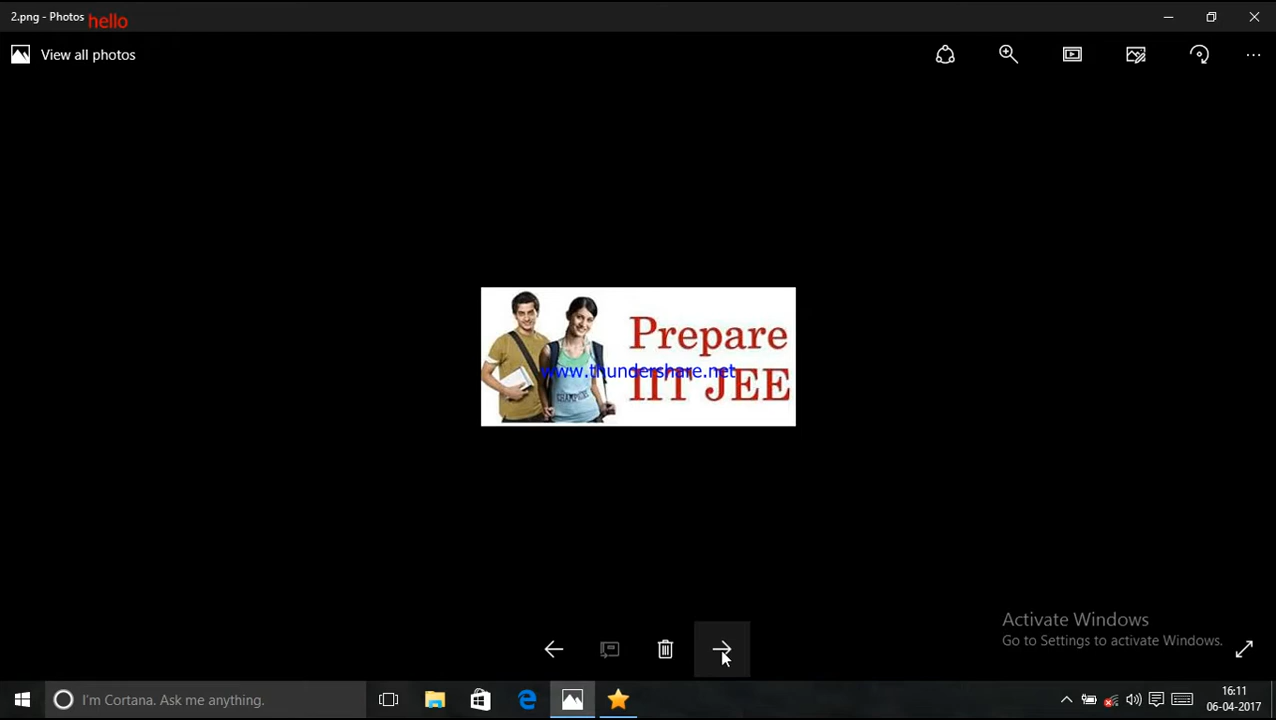 2.png - Photos
hello
View all photos
Prepare
www.thundershare.net
IIT JEE
CHAMPIONS
Activate Windows
Go to Settings to activate Windows.
I'm Cortana. Ask me anything.
16:11
06-04-2017